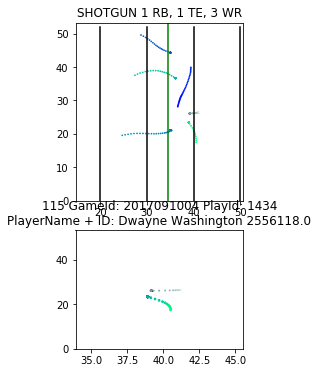 SHOTGUN 1 RB, 1 TE, 3 WR
50
40
30
20
10
0
20 30 40 50
115 GameId: 2017091004 PlayId: 1434
PlayerName + ID: Dwayne Washington 2556118.0
40
20
0
35.0 37.5 40.0 42.5 45.0